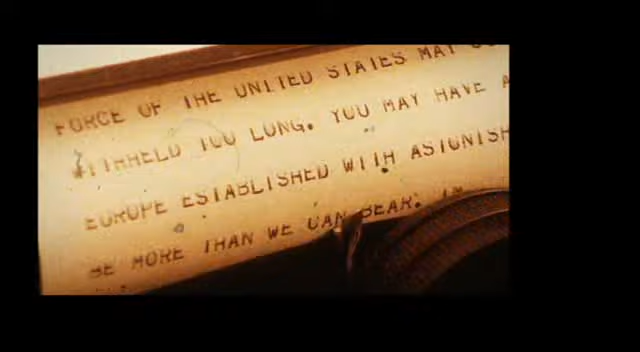 FORCE OF THE UNITED STATES MAY
WITHHELD TOO LONG. YOU MAY HAVE A
EUROPE ESTABLISHED WITH ASTONISH
BE MORE THAN WE CAN BEAR.